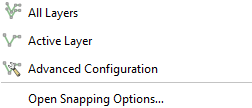 All Layers
Active Layer
Advanced Configuration
Open Snapping Options...